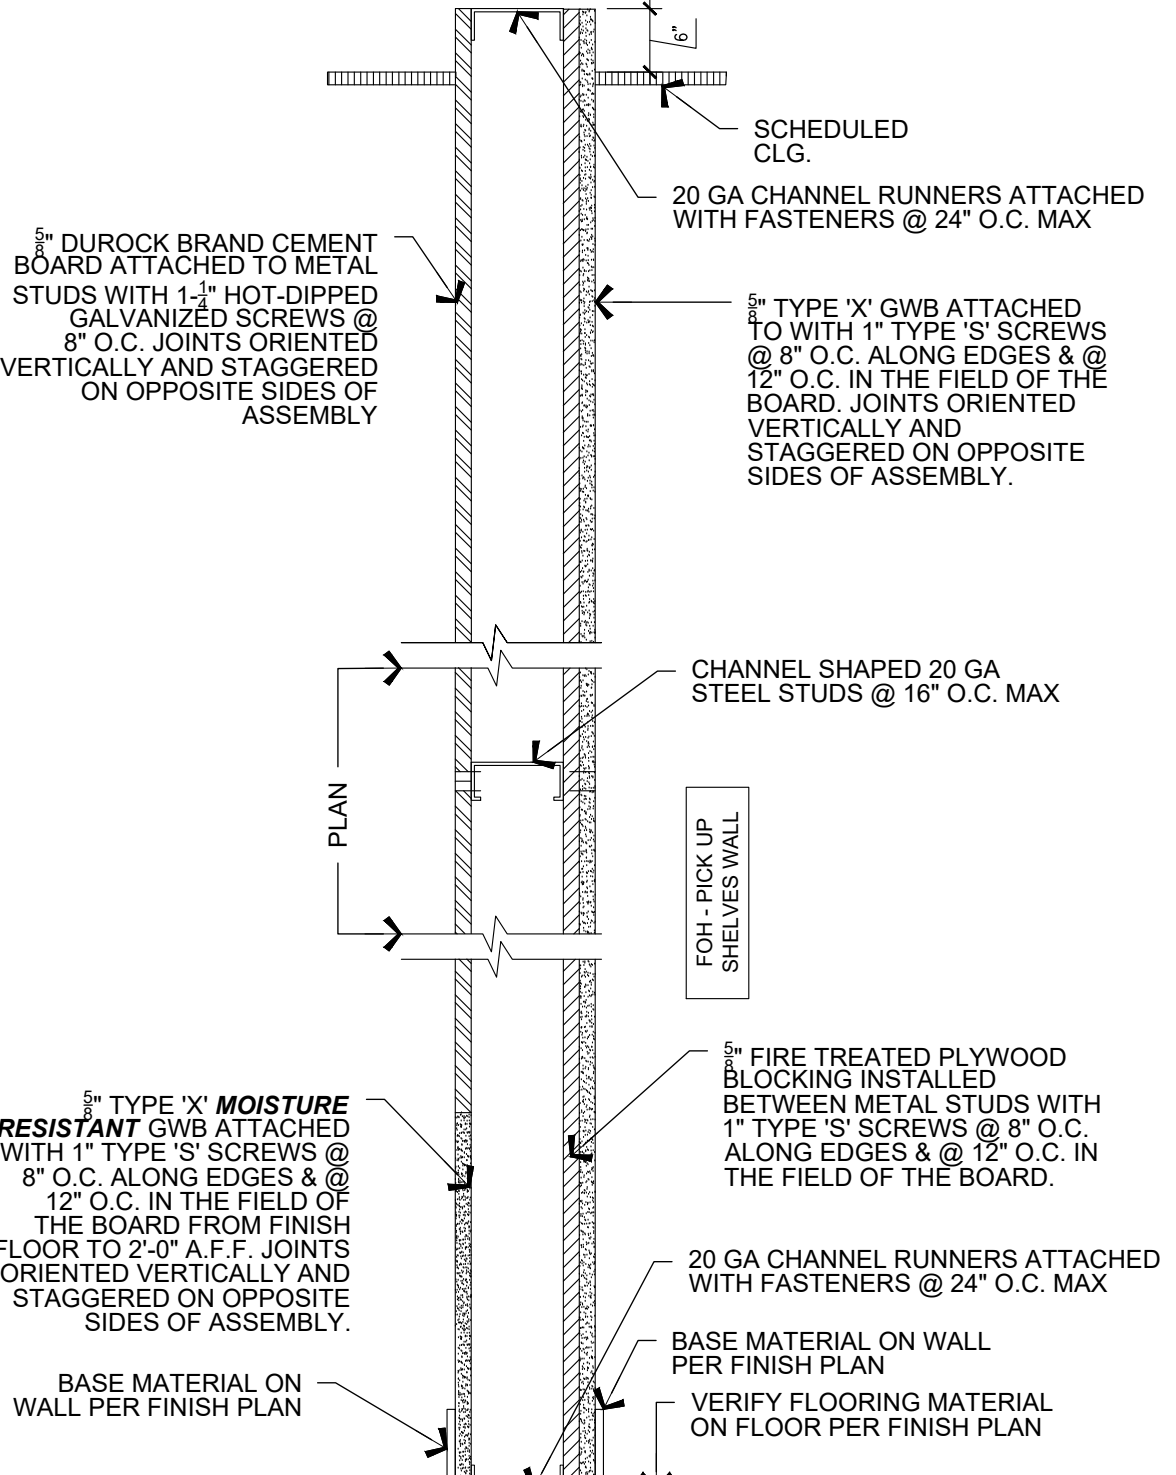 6"
SCHEDULED
CLG.
20 GA CHANNEL RUNNERS ATTACHED
WITH FASTENERS @ 24" O.C. MAX
5/8" DUROCK BRAND CEMENT
BOARD ATTACHED TO METAL
STUDS WITH 1-1/4" HOT-DIPPED
GALVANIZED SCREWS @
8" O.C. JOINTS ORIENTED
VERTICALLY AND STAGGERED
ON OPPOSITE SIDES OF
ASSEMBLY
5/8" TYPE 'X' GWB ATTACHED
TO WITH 1" TYPE 'S' SCREWS
@ 8" O.C. ALONG EDGES & @
12" O.C. IN THE FIELD OF THE
BOARD. JOINTS ORIENTED
VERTICALLY AND
STAGGERED ON OPPOSITE
SIDES OF ASSEMBLY.
CHANNEL SHAPED 20 GA
STEEL STUDS @ 16" O.C. MAX
PLAN
FOH - PICK UP
SHELVES WALL
5/8" FIRE TREATED PLYWOOD
BLOCKING INSTALLED
BETWEEN METAL STUDS WITH
1" TYPE 'S' SCREWS @ 8" O.C.
ALONG EDGES & @ 12" O.C. IN
THE FIELD OF THE BOARD.
5/8" TYPE 'X' MOISTURE
RESISTANT GWB ATTACHED
WITH 1" TYPE 'S' SCREWS @
8" O.C. ALONG EDGES & @
12" O.C. IN THE FIELD OF
THE BOARD FROM FINISH
FLOOR TO 2'-0" A.F.F. JOINTS
ORIENTED VERTICALLY AND
STAGGERED ON OPPOSITE
SIDES OF ASSEMBLY.
20 GA CHANNEL RUNNERS ATTACHED
WITH FASTENERS @ 24" O.C. MAX
BASE MATERIAL ON WALL
PER FINISH PLAN
BASE MATERIAL ON
WALL PER FINISH PLAN
VERIFY FLOORING MATERIAL
ON FLOOR PER FINISH PLAN